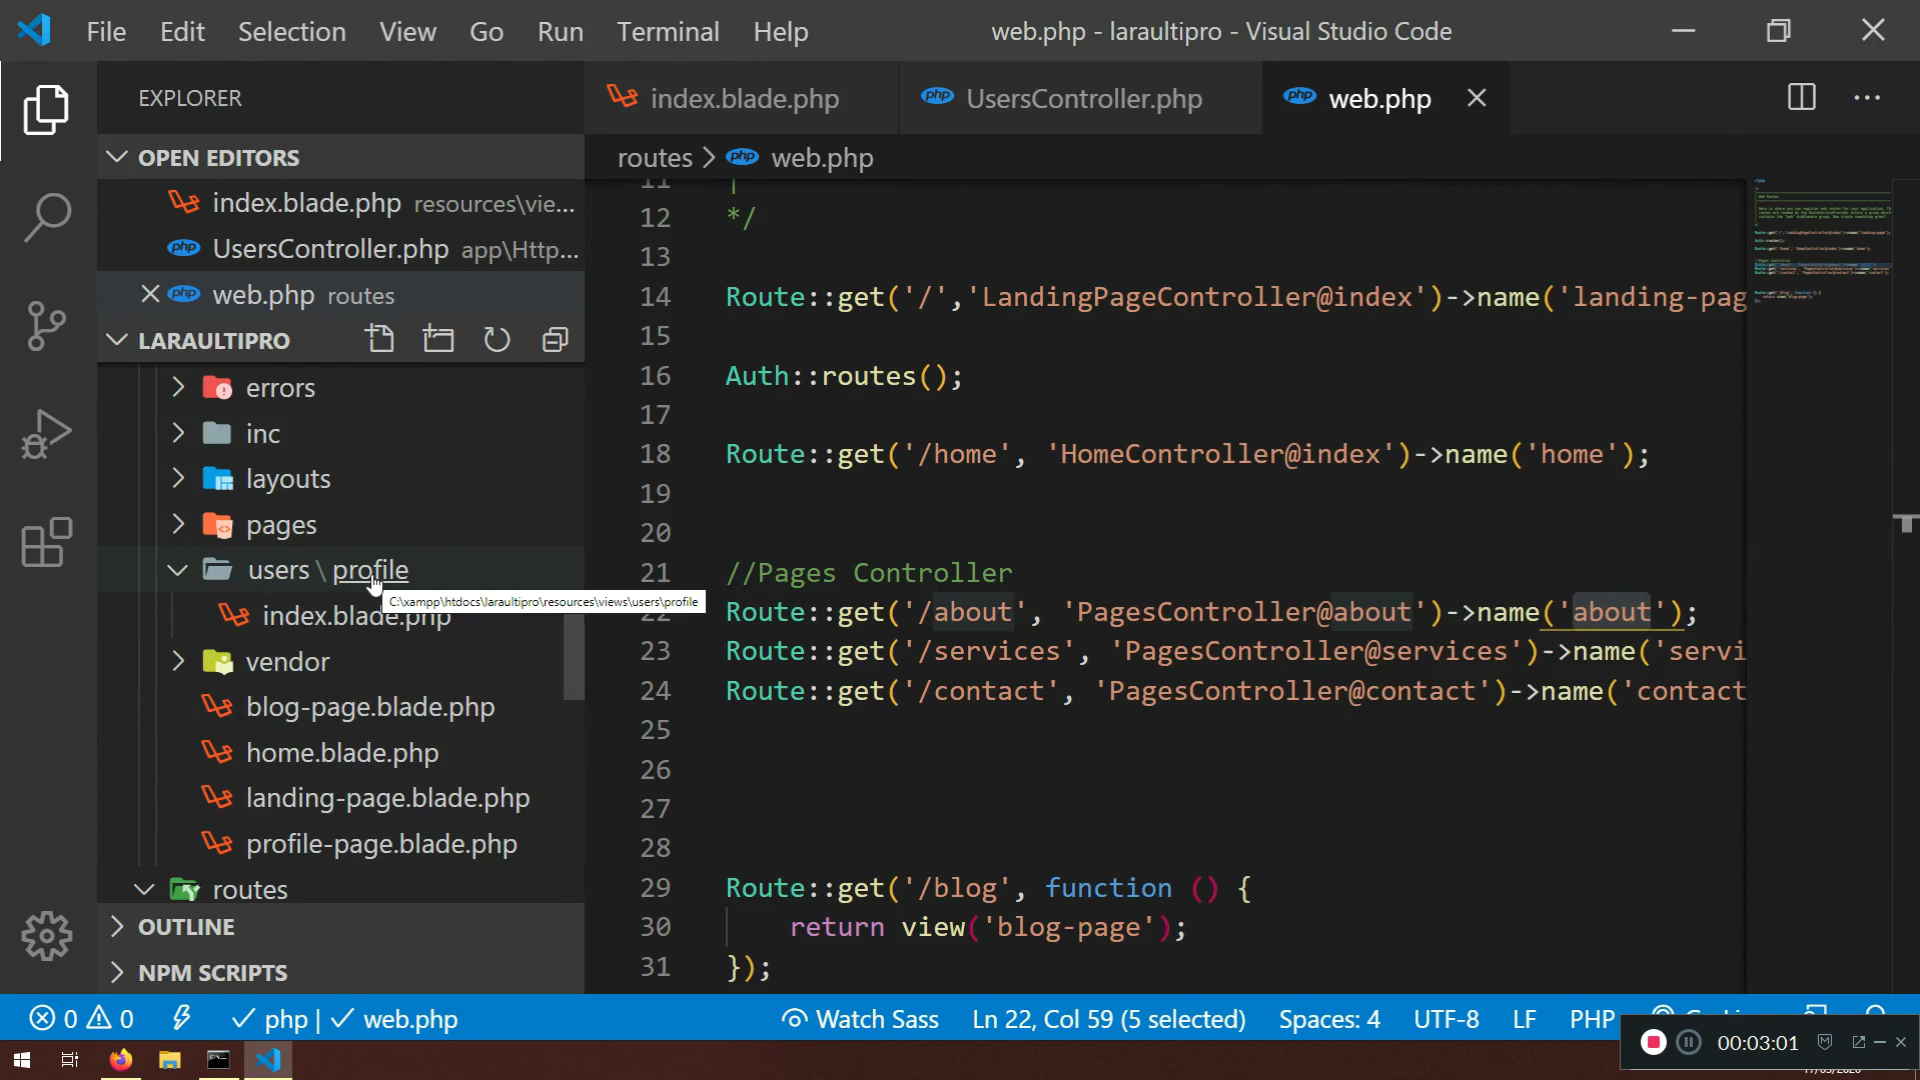 File Edit Selection View Go Run Terminal Help web.php - laraultipro - Visual Studio Code
EXPLORER
index.blade.php
php UsersController.php
php web.php
OPEN EDITORS
index.blade.php resources\vie...
php UsersController.php app\Http...
php web.php routes
LARAULTIPRO
errors
inc
layouts
pages
users \ profile
C:\xampp\htdocs\laraultipro\resources\views\users\profile
index.blade.php
vendor
blog-page.blade.php
home.blade.php
landing-page.blade.php
profile-page.blade.php
routes
OUTLINE
NPM SCRIPTS
routes > php web.php
11 |
12 */
13
14 Route::get('/','LandingPageController@index')->name('landing-pag
15
16 Auth::routes();
17
18 Route::get('/home', 'HomeController@index')->name('home');
19
20
21 //Pages Controller
22 Route::get('/about', 'PagesController@about')->name('about');
23 Route::get('/services', 'PagesController@services')->name('servi
24 Route::get('/contact', 'PagesController@contact')->name('contact
25
26
27
28
29 Route::get('/blog', function () {
30 return view('blog-page');
31 });
0 0 php | web.php Watch Sass Ln 22, Col 59 (5 selected) Spaces: 4 UTF-8 LF PHP
00:03:01